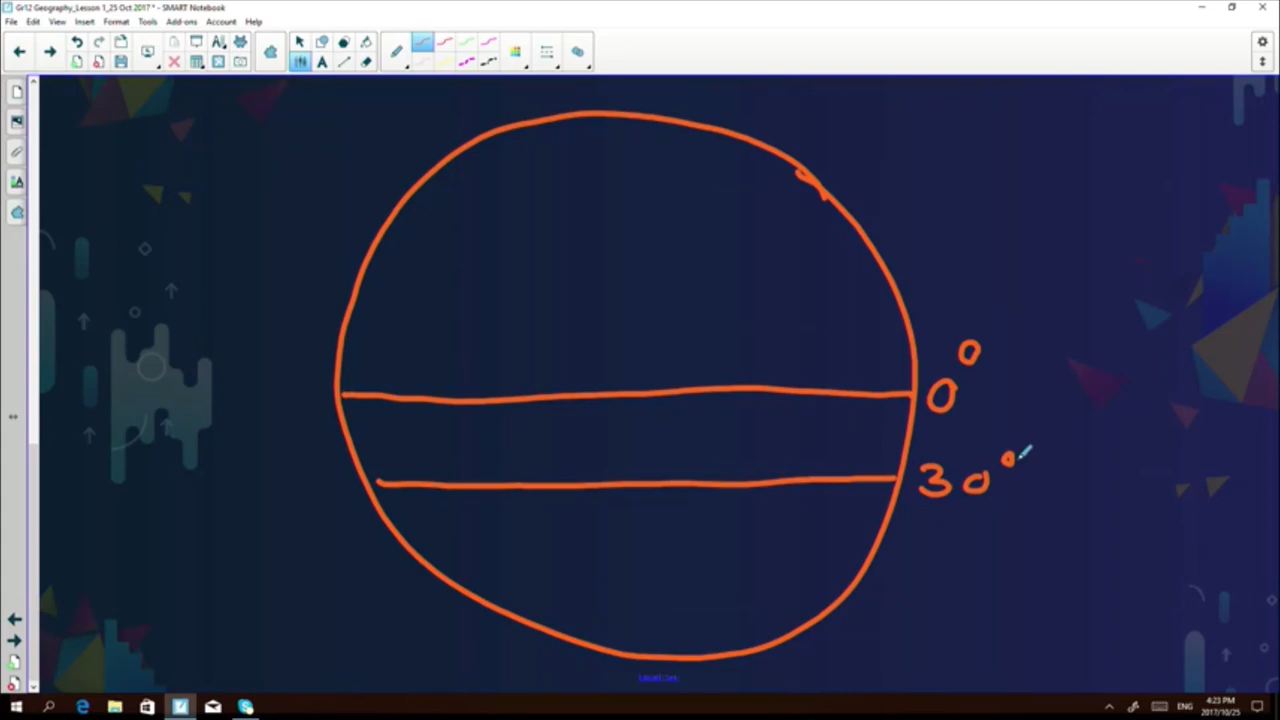 Gr12 Geography_Lesson 1_25 Oct 2017 * - SMART Notebook
File Edit View Insert Format Tools Add-ons Account Help
0°
30°
ENG
4:23 PM
2017/10/25